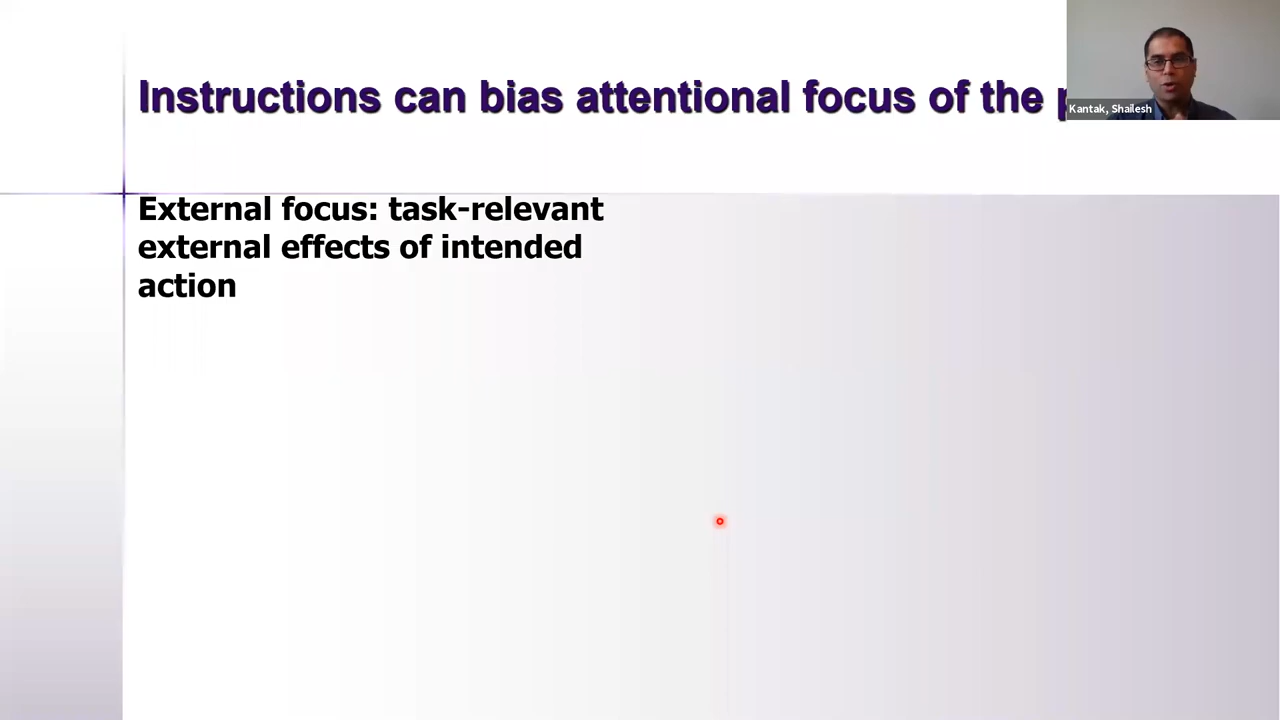 Instructions can bias attentional focus of the
Kantak, Shailesh
External focus: task-relevant
external effects of intended
action